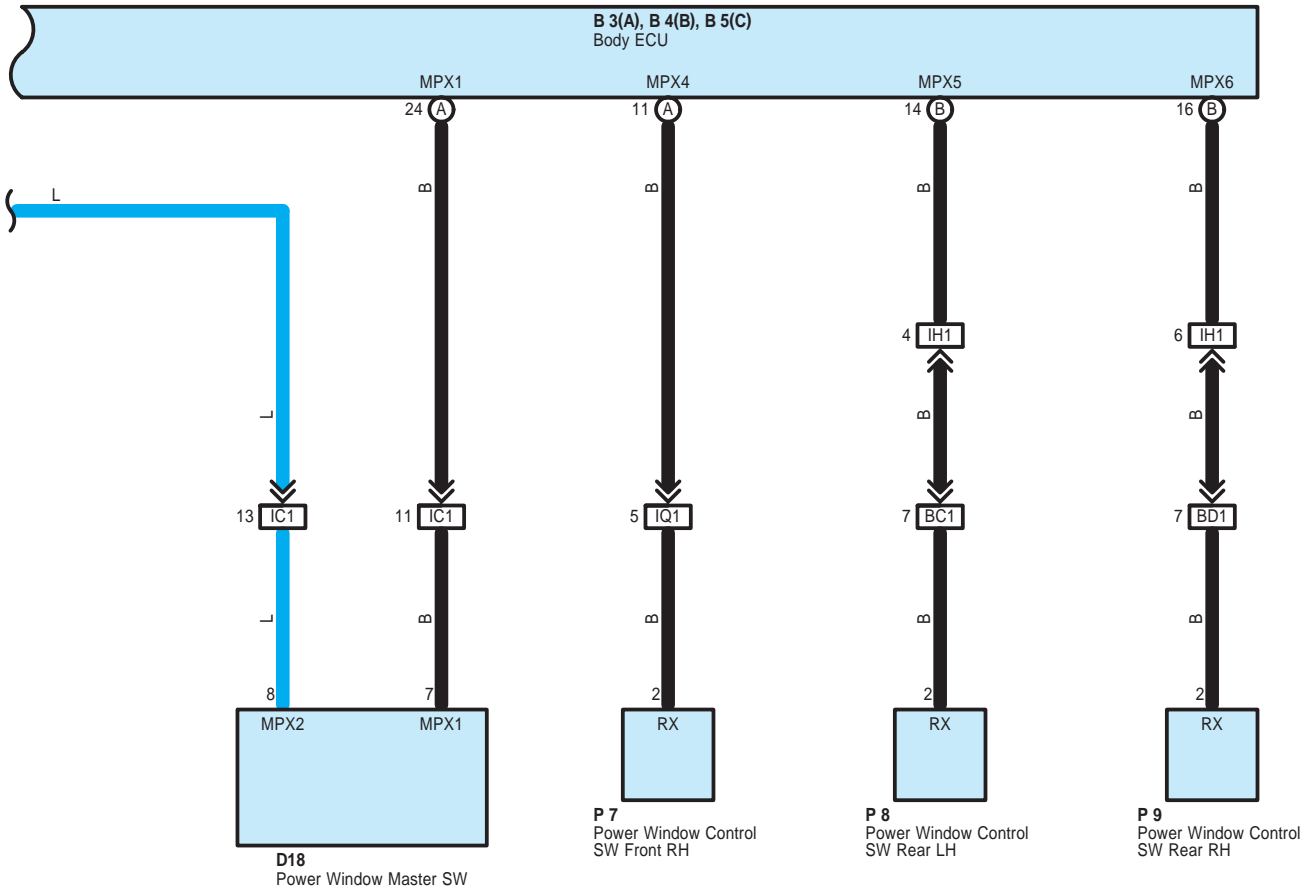 B 3(A), B 4(B), B 5(C)
Body ECU
MPX1 MPX4 MPX5 MPX6
24 A 11 A 14 B 16 B
L
B B B B
4 IH1 6 IH1
L B B
13 IC1 11 IC1 5 IQ1 7 BC1 7 BD1
L B B B B
8 7 2 2 2
MPX2 MPX1 RX RX RX
P 7
Power Window Control
SW Front RH
P 8
Power Window Control
SW Rear LH
P 9
Power Window Control
SW Rear RH
D18
Power Window Master SW